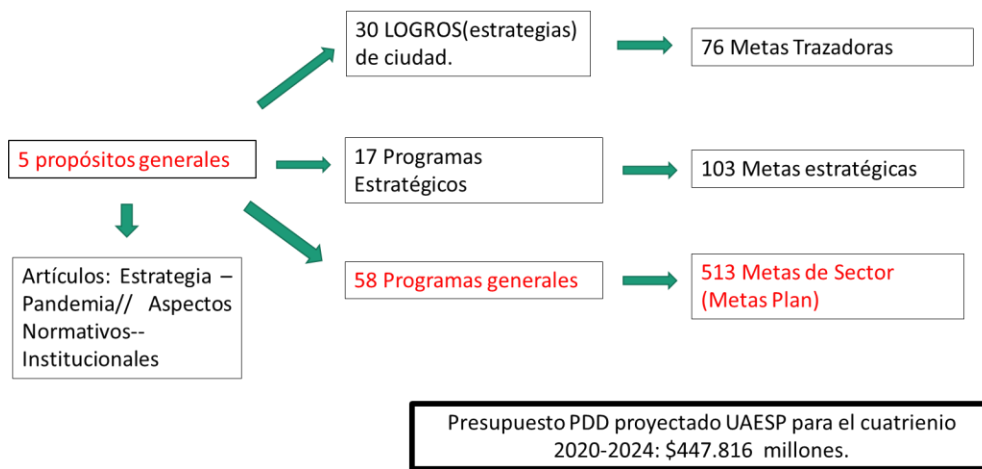 30 LOGROS(estrategias)
de ciudad.
76 Metas Trazadoras
5 propósitos generales
17 Programas
Estratégicos
103 Metas estratégicas
Artículos: Estrategia –
Pandemia// Aspectos
Normativos--
Institucionales
58 Programas generales
513 Metas de Sector
(Metas Plan)
Presupuesto PDD proyectado UAESP para el cuatrienio
2020-2024: $447.816 millones.